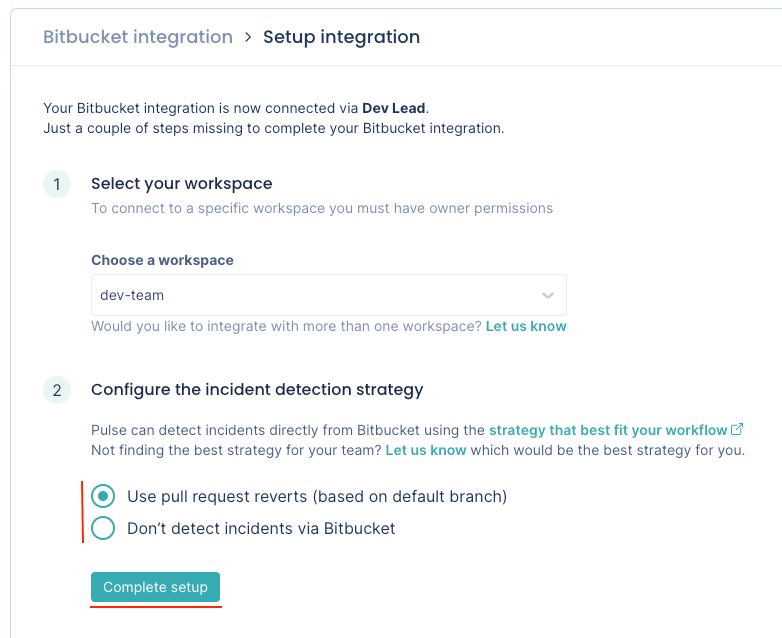 Bitbucket integration > Setup integration
Your Bitbucket integration is now connected via Dev Lead.
Just a couple of steps missing to complete your Bitbucket integration.
1 Select your workspace
To connect to a specific workspace you must have owner permissions
Choose a workspace
dev-team
Would you like to integrate with more than one workspace? Let us know
2 Configure the incident detection strategy
Pulse can detect incidents directly from Bitbucket using the strategy that best fit your workflow
Not finding the best strategy for your team? Let us know which would be the best strategy for you.
Use pull request reverts (based on default branch)
Don’t detect incidents via Bitbucket
Complete setup